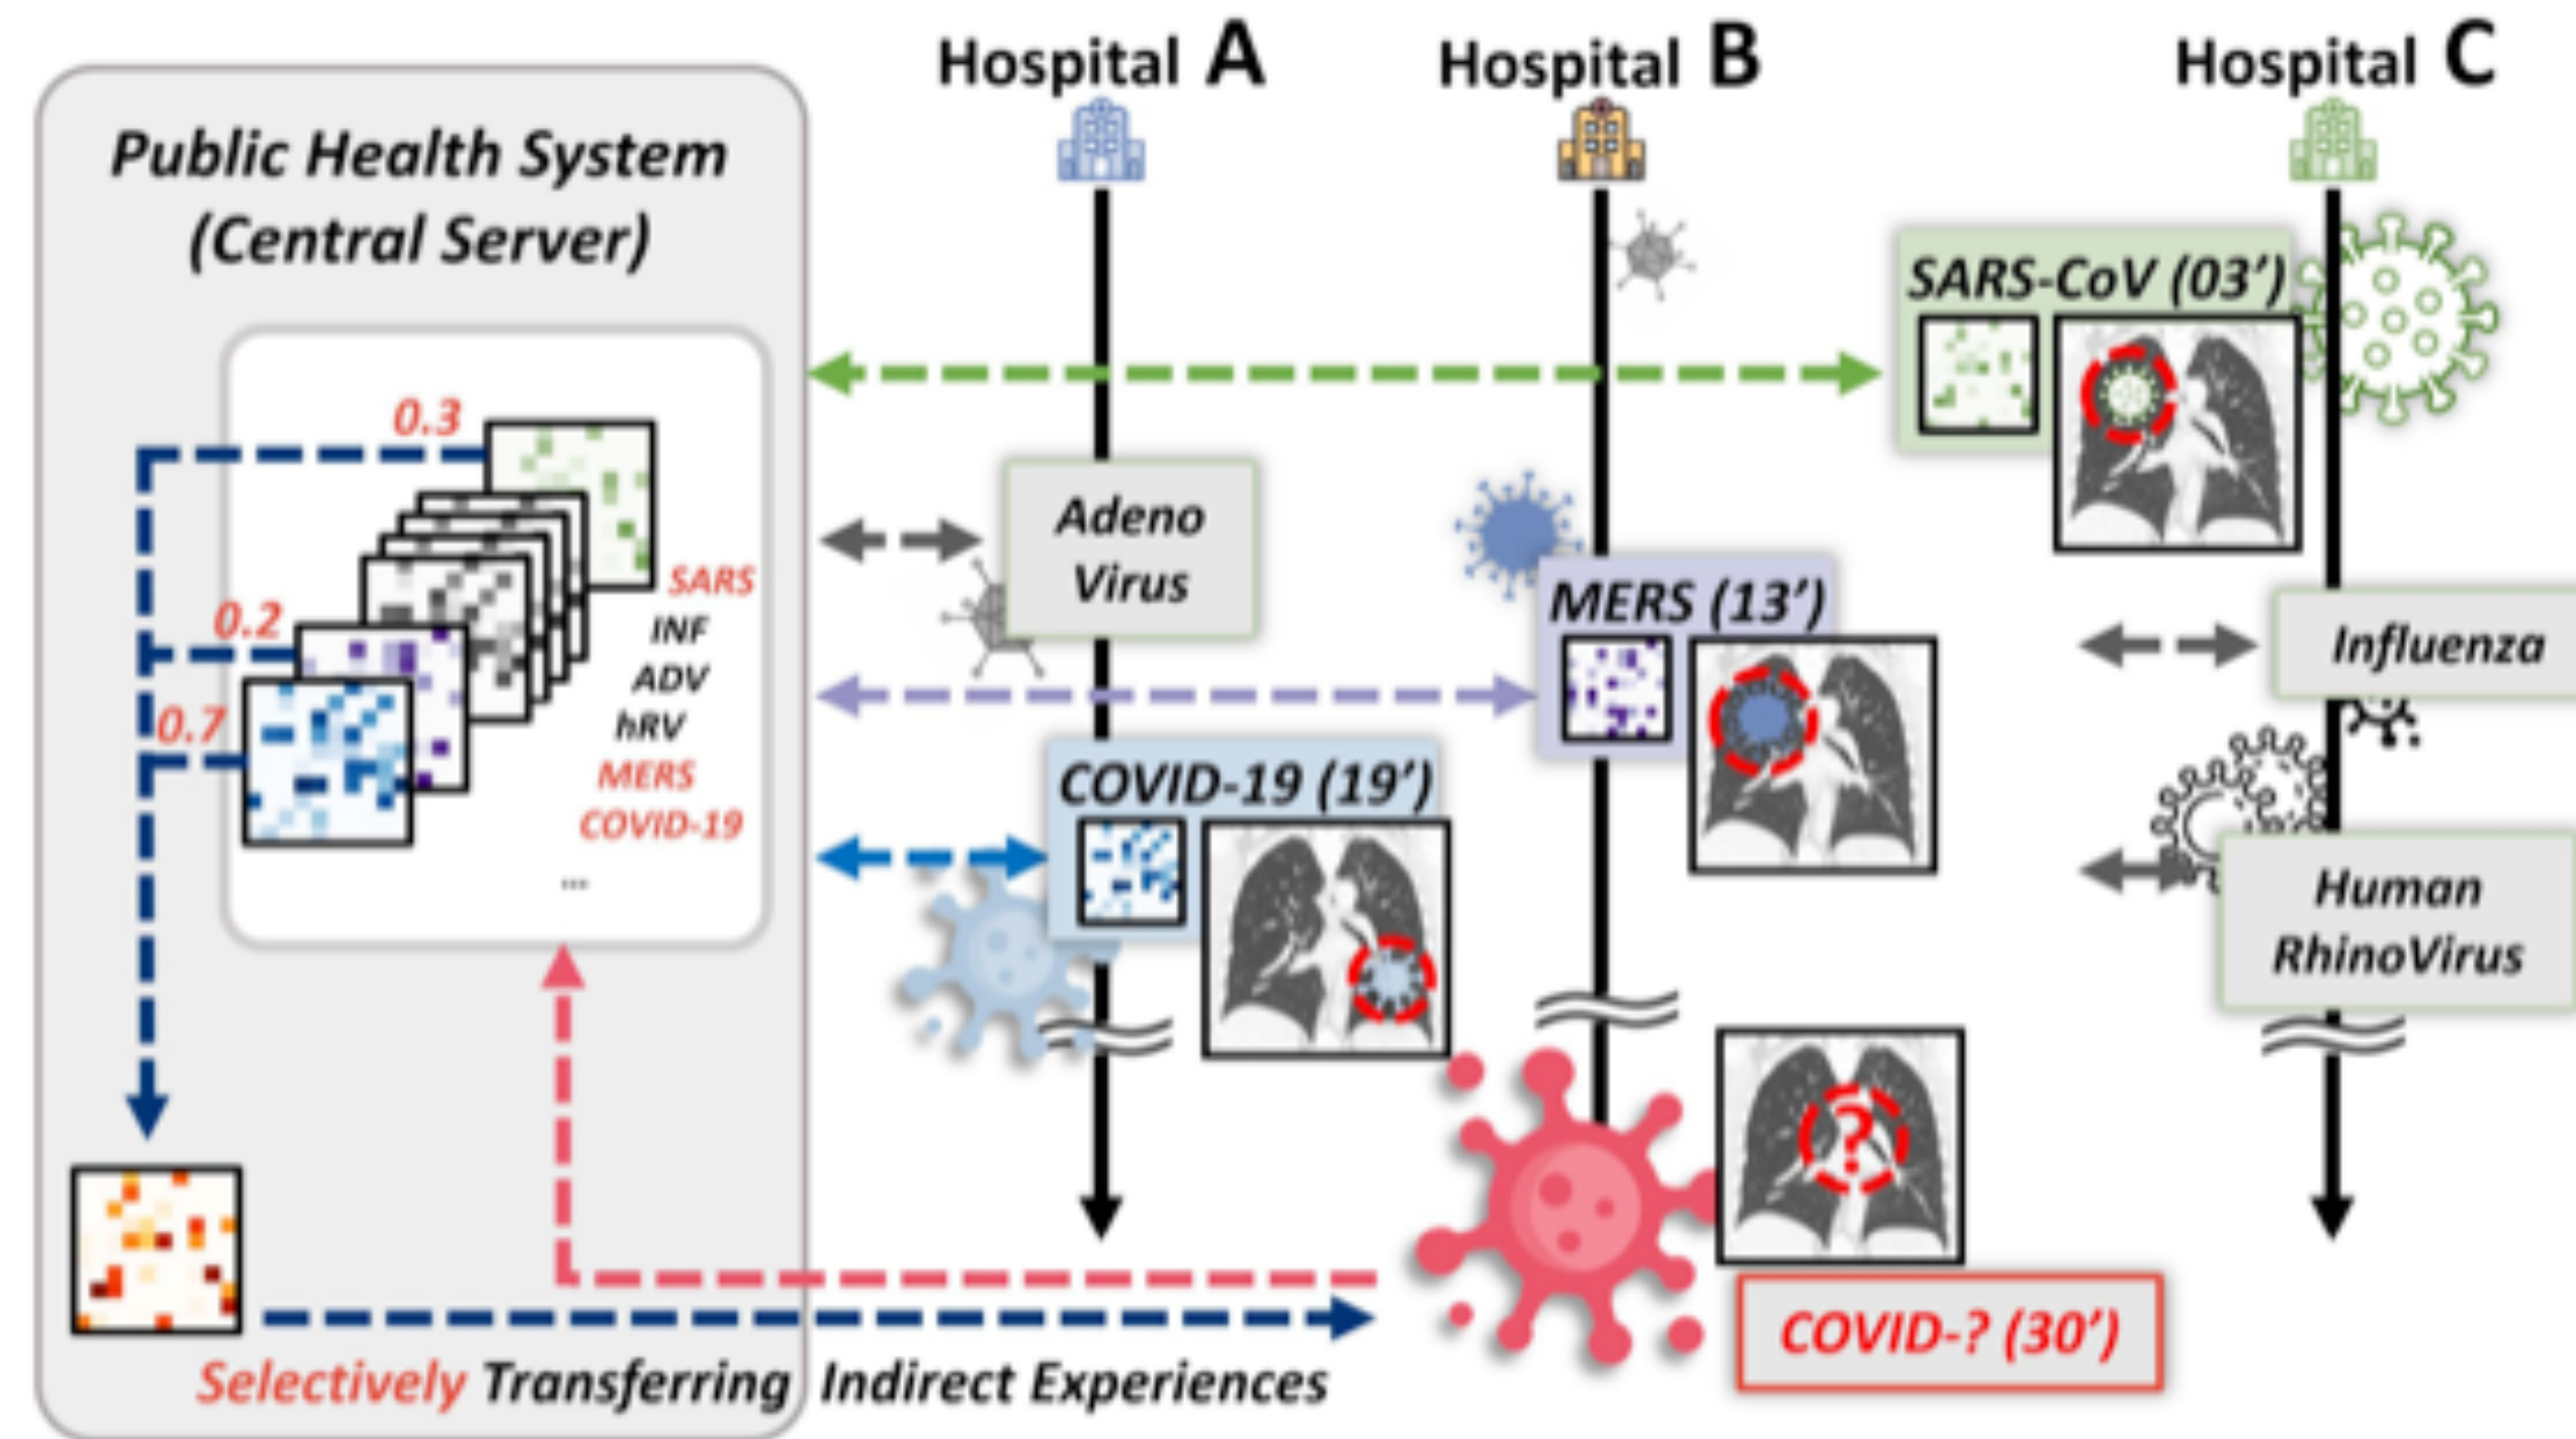 Public Health System
(Central Server)
0.3
0.2
0.7
SARS
INF
ADV
hRV
MERS
COVID-19
...
Selectively Transferring Indirect Experiences
Hospital A
Adeno
Virus
COVID-19 (19’)
Hospital B
MERS (13’)
?
COVID-? (30’)
Hospital C
SARS-CoV (03’)
Influenza
Human
RhinoVirus